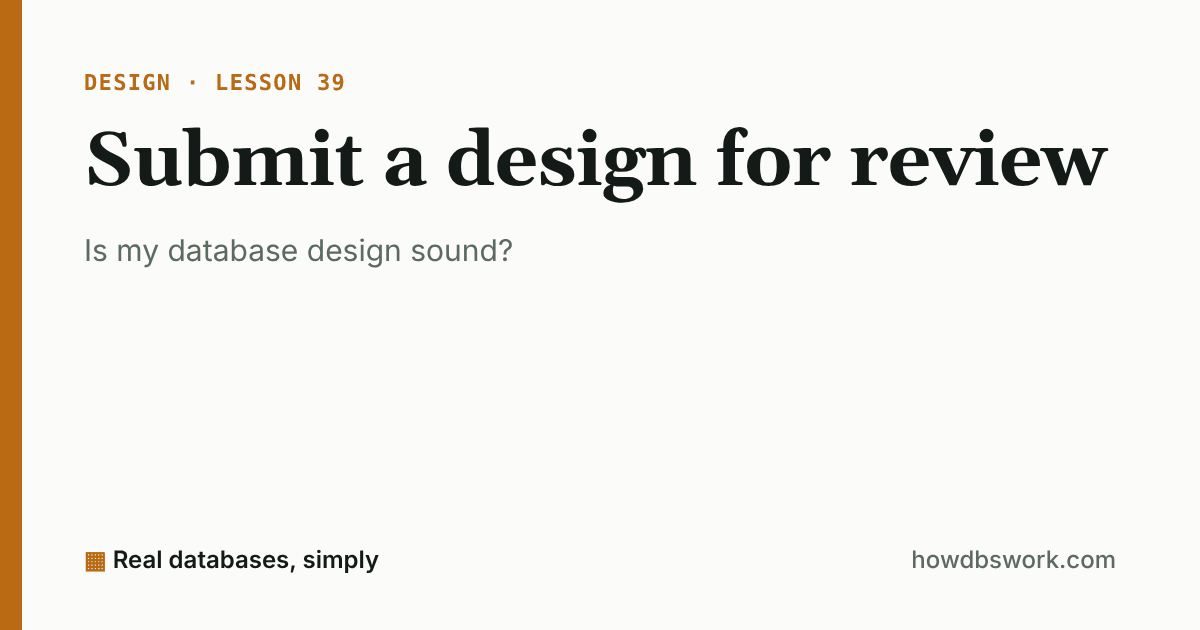 DESIGN · LESSON 39
Submit a design for review
Is my database design sound?
Real databases, simply
howdbswork.com